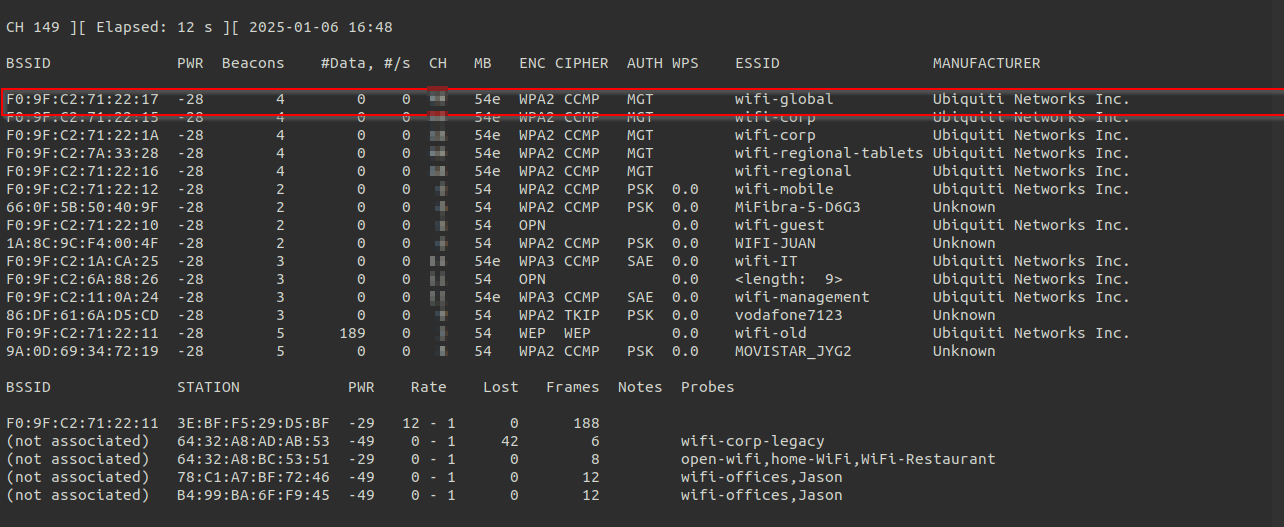 CH 149 ][ Elapsed: 12 s ][ 2025-01-06 16:48
BSSID PWR Beacons #Data, #/s CH MB ENC CIPHER AUTH WPS ESSID MANUFACTURER
F0:9F:C2:71:22:17 -28 4 0 0 54e WPA2 CCMP MGT wifi-global Ubiquiti Networks Inc.
F0:9F:C2:71:22:15 -28 4 0 0 54e WPA2 CCMP MGT wifi-corp Ubiquiti Networks Inc.
F0:9F:C2:71:22:1A -28 4 0 0 54e WPA2 CCMP MGT wifi-corp Ubiquiti Networks Inc.
F0:9F:C2:7A:33:28 -28 4 0 0 54e WPA2 CCMP MGT wifi-regional-tablets Ubiquiti Networks Inc.
F0:9F:C2:71:22:16 -28 4 0 0 54e WPA2 CCMP MGT wifi-regional Ubiquiti Networks Inc.
F0:9F:C2:71:22:12 -28 2 0 0 54 WPA2 CCMP PSK 0.0 wifi-mobile Ubiquiti Networks Inc.
66:0F:5B:50:40:9F -28 2 0 0 54 WPA2 CCMP PSK 0.0 MiFibra-5-D6G3 Unknown
F0:9F:C2:71:22:10 -28 2 0 0 54 OPN 0.0 wifi-guest Ubiquiti Networks Inc.
1A:8C:9C:F4:00:4F -28 2 0 0 54 WPA2 CCMP PSK 0.0 WIFI-JUAN Unknown
F0:9F:C2:1A:CA:25 -28 3 0 0 54e WPA3 CCMP SAE 0.0 wifi-IT Ubiquiti Networks Inc.
F0:9F:C2:6A:88:26 -28 3 0 0 54 OPN 0.0 <length: 9> Ubiquiti Networks Inc.
F0:9F:C2:11:0A:24 -28 3 0 0 54e WPA3 CCMP SAE 0.0 wifi-management Ubiquiti Networks Inc.
86:DF:61:6A:D5:CD -28 3 0 0 54 WPA2 TKIP PSK 0.0 vodafone7123 Unknown
F0:9F:C2:71:22:11 -28 5 189 0 54 WEP WEP 0.0 wifi-old Ubiquiti Networks Inc.
9A:0D:69:34:72:19 -28 5 0 0 54 WPA2 CCMP PSK 0.0 MOVISTAR_JYG2 Unknown
BSSID STATION PWR Rate Lost Frames Notes Probes
F0:9F:C2:71:22:11 3E:BF:F5:29:D5:BF -29 12 - 1 0 188
(not associated) 64:32:A8:AD:AB:53 -49 0 - 1 42 6 wifi-corp-legacy
(not associated) 64:32:A8:BC:53:51 -29 0 - 1 0 8 open-wifi,home-WiFi,WiFi-Restaurant
(not associated) 78:C1:A7:BF:72:46 -49 0 - 1 0 12 wifi-offices,Jason
(not associated) B4:99:BA:6F:F9:45 -49 0 - 1 0 12 wifi-offices,Jason